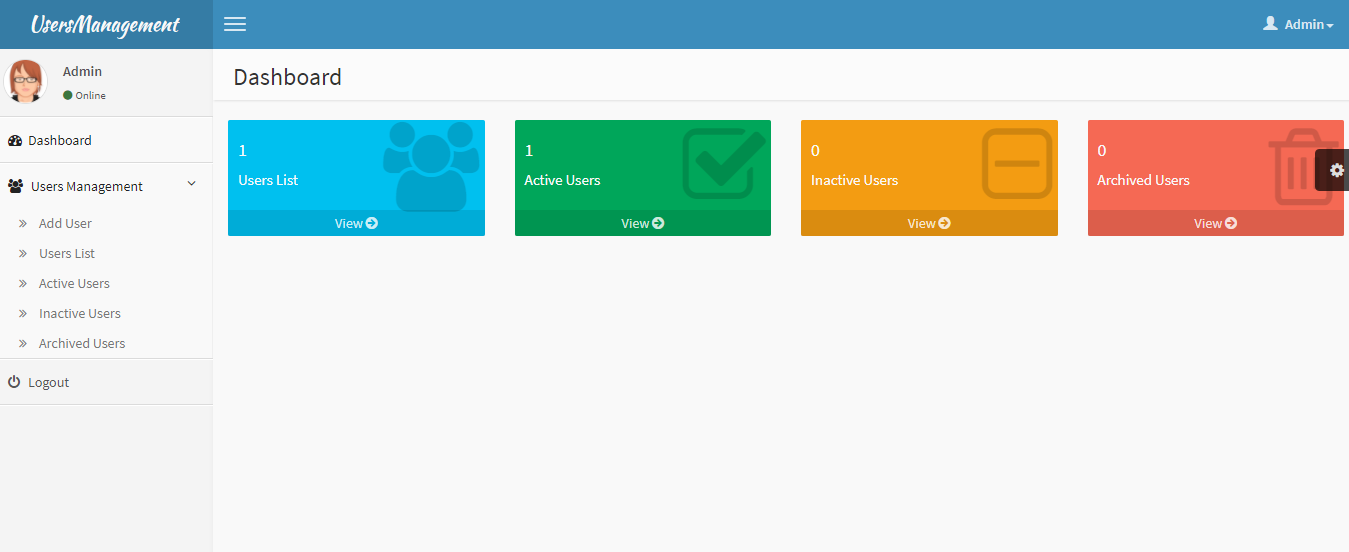 UsersManagement
Admin
Admin
Online
Dashboard
Users Management
Add User
Users List
Active Users
Inactive Users
Archived Users
Logout
Dashboard
1
Users List
View
1
Active Users
View
0
Inactive Users
View
0
Archived Users
View